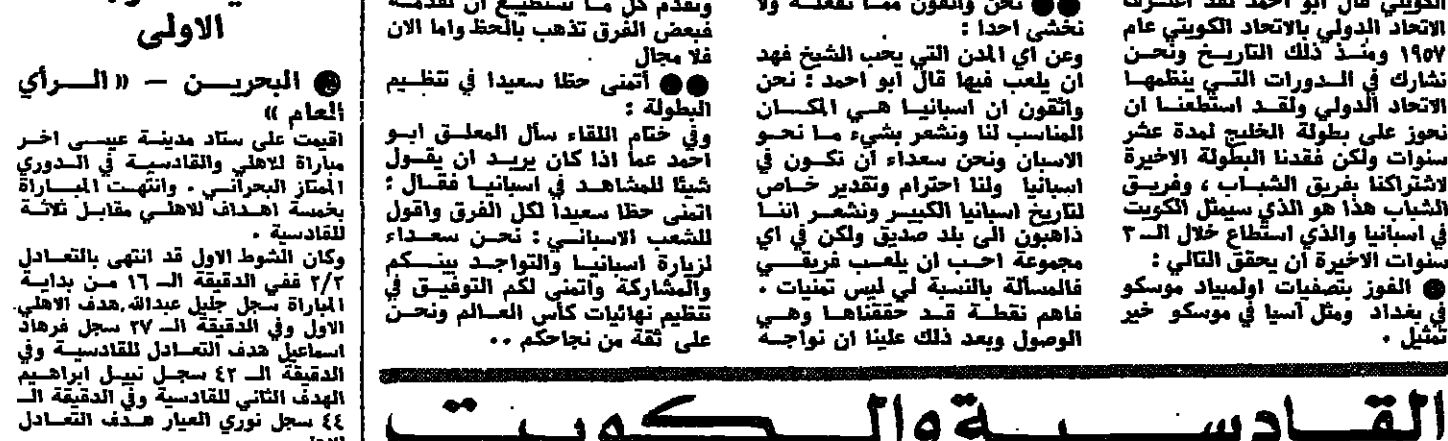 الكويتي قال ابو احمد لقد اعترف
الاتحاد الدولي بالاتحاد الكويتي عام
١٩٥٧ ومنذ ذلك التاريخ ونحن
نشارك في الدورات التي ينظمها
الاتحاد الدولي ولقد استطعنا ان
نحوز على بطولة الخليج لمدة عشر
سنوات ولكن فقدنا البطولة الاخيرة
لاشتراكنا بفريق الشباب ، وفريق
الشباب هذا هو الذي سيمثل الكويت
في اسبانيا والذي استطاع خلال الـ ٣
سنوات الاخيرة ان يحقق التالي :
● الفوز بتصفيات اولمبياد موسكو
في بغداد ومثل آسيا في موسكو خير
تمثيل .
●● نحن واثقون مما نفعله ولا
نخشى احدا :
وعن اي المدن التي يحب الشيخ فهد
ان يلعب فيها قال ابو احمد : نحن
واثقون ان اسبانيا هي المكان
المناسب لنا ونشعر بشيء ما نحو
الاسبان ونحن سعداء ان نكون في
اسبانيا ولنا احترام وتقدير خاص
لتاريخ اسبانيا الكبير ونشعر اننا
ذاهبون الى بلد صديق ولكن في اي
مجموعة احب ان يلعب فريقي
فالمسألة بالنسبة لي ليس تمنيات .
فاهم نقطة قد حققناها وهي
الوصول وبعد ذلك علينا ان نواجه
ونقدم كل ما نستطيع ان نقدمه
فبعض الفرق تذهب بالحظ واما الان
فلا مجال .
●● أتمنى حظا سعيدا في تنظيم
البطولة :
وفي ختام اللقاء سأل المعلق ابو
احمد عما اذا كان يريد ان يقول
شيئا للمشاهد في اسبانيا فقال :
اتمنى حظا سعيدا لكل الفرق واقول
للشعب الاسباني : نحن سعداء
لزيارة اسبانيا والتواجد بينكم
والمشاركة واتمنى لكم التوفيق في
تنظيم نهائيات كأس العالم ونحن
على ثقة من نجاحكم ..
الاولى
● البحرين — « الرأي
العام »
اقيمت على ستاد مدينة عيسى اخر
مباراة للاهلي والقادسية في الدوري
الممتاز البحراني . وانتهت المباراة
بخمسة اهداف للاهلي مقابل ثلاثة
للقادسية .
وكان الشوط الاول قد انتهى بالتعادل
٢/٢ ففي الدقيقة الـ ١٦ من بداية
المباراة سجل جليل عبدالله هدف الاهلي
الاول وفي الدقيقة الـ ٢٧ سجل فرهاد
اسماعيل هدف التعادل للقادسية وفي
الدقيقة الـ ٤٢ سجل نبيل ابراهيم
الهدف الثاني للقادسية وفي الدقيقة الـ
٤٤ سجل نوري العيار هدف التعادل
القادسية والكويت